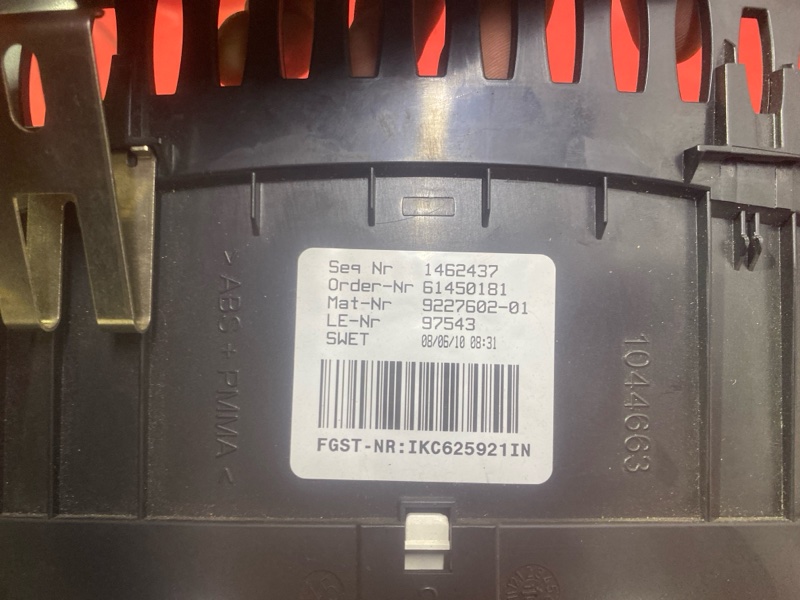 Seq Nr 1462437
Order-Nr 61450181
Mat-Nr 9227602-01
LE-Nr 97543
SWET 08/06/10 08:31
FGST-NR:IKC625921IN
> ABS + PMMA <
1044663